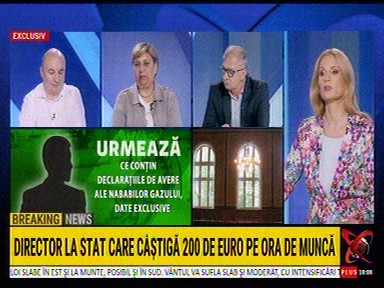 EXCLUSIV
URMEAZĂ
CE CONȚIN
DECLARAȚIILE DE AVERE
ALE NABABILOR GAZULUI,
DATE EXCLUSIVE
BREAKING NEWS
DIRECTOR LA STAT CARE CÂȘTIGĂ 200 DE EURO PE ORA DE MUNCĂ
PLUS 18:08
LOI SLABE ÎN EST ȘI LA MUNTE, POSIBIL ȘI ÎN SUD. VÂNTUL VA SUFLA SLAB ȘI MODERAT, CU INTENSIFICĂRI